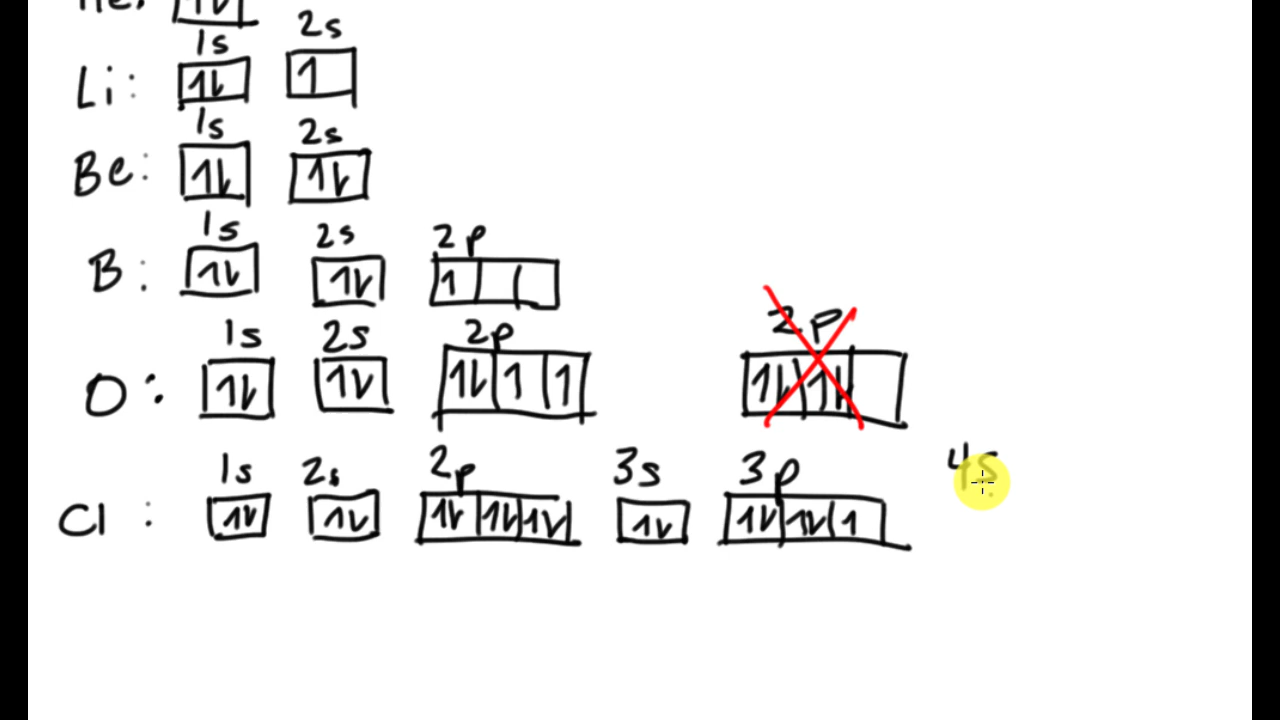 He:
1s 2s
Li:
1s 2s
Be:
1s 2s 2p
B:
1s 2s 2p 2p
O:
1s 2s 2p 3s 3p 4s
Cl: